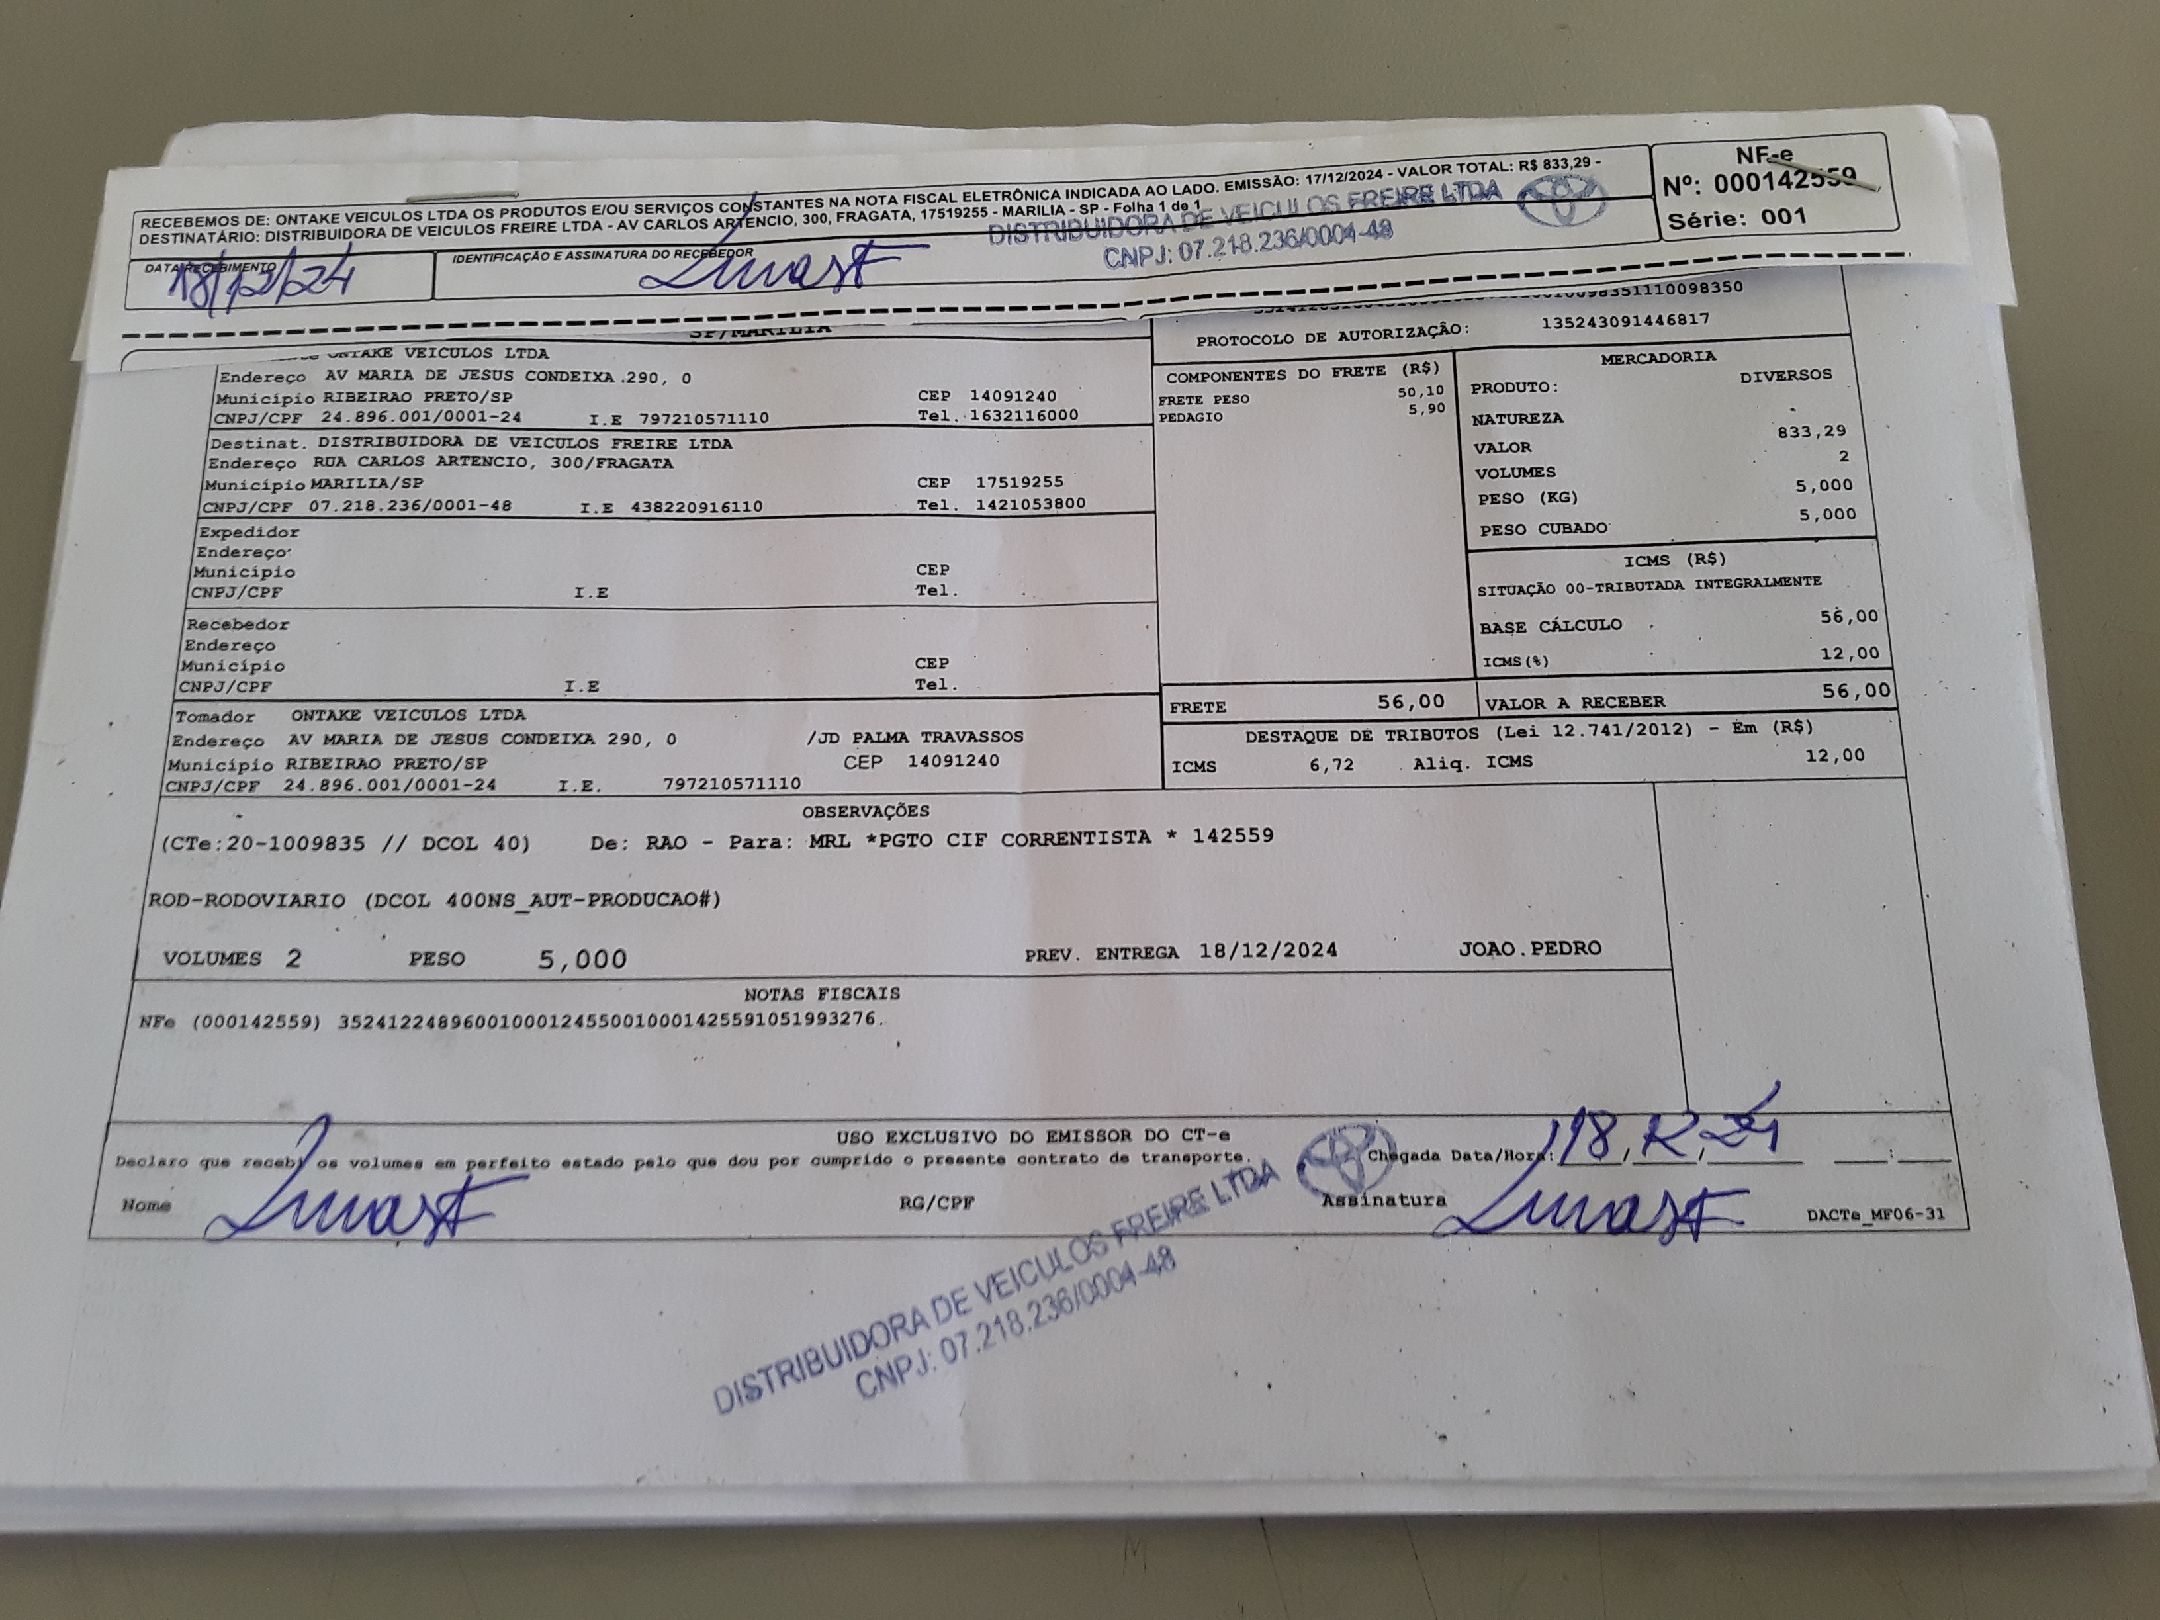 RECEBEMOS DE: ONTAKE VEICULOS LTDA OS PRODUTOS E/OU SERVIÇOS CONSTANTES NA NOTA FISCAL ELETRÔNICA INDICADA AO LADO. EMISSÃO: 17/12/2024 - VALOR TOTAL: R$ 833,29 -
DESTINATÁRIO: DISTRIBUIDORA DE VEICULOS FREIRE LTDA - AV CARLOS ARTENCIO, 300, FRAGATA, 17519255 - MARILIA - SP - Folha 1 de 1
NF-e
Nº: 000142559
Série: 001
DATA RECEBIMENTO
18/12/24
IDENTIFICAÇÃO E ASSINATURA DO RECEBEDOR
DISTRIBUIDORA DE VEICULOS FREIRE LTDA
CNPJ: 07.218.236/0001-48
SP/MARILIA
ONTAKE VEICULOS LTDA
Endereço AV MARIA DE JESUS CONDEIXA .290, 0
Município RIBEIRAO PRETO/SP CEP 14091240
CNPJ/CPF 24.896.001/0001-24 I.E 797210571110 Tel. 1632116000
Destinat. DISTRIBUIDORA DE VEICULOS FREIRE LTDA
Endereço RUA CARLOS ARTENCIO, 300/FRAGATA
Município MARILIA/SP CEP 17519255
CNPJ/CPF 07.218.236/0001-48 I.E 438220916110 Tel. 1421053800
Expedidor
Endereço
Município CEP
CNPJ/CPF I.E Tel.
Recebedor
Endereço
Município CEP
CNPJ/CPF I.E Tel.
Tomador ONTAKE VEICULOS LTDA
Endereço AV MARIA DE JESUS CONDEIXA 290, 0 /JD PALMA TRAVASSOS
Município RIBEIRAO PRETO/SP CEP 14091240
CNPJ/CPF 24.896.001/0001-24 I.E. 797210571110
PROTOCOLO DE AUTORIZAÇÃO: 135243091446817
COMPONENTES DO FRETE (R$)
FRETE PESO 50,10
PEDAGIO 5,90
MERCADORIA
PRODUTO: DIVERSOS
NATUREZA
VALOR 833,29
VOLUMES 2
PESO (KG) 5,000
PESO CUBADO 5,000
ICMS (R$)
SITUAÇÃO 00-TRIBUTADA INTEGRALMENTE
BASE CÁLCULO 56,00
ICMS(%) 12,00
FRETE 56,00 VALOR A RECEBER 56,00
DESTAQUE DE TRIBUTOS (Lei 12.741/2012) - Em (R$)
ICMS 6,72 Aliq. ICMS 12,00
OBSERVAÇÕES
(CTe:20-1009835 // DCOL 40) De: RAO - Para: MRL *PGTO CIF CORRENTISTA * 142559
ROD-RODOVIARIO (DCOL 400NS_AUT-PRODUCAO#)
VOLUMES 2 PESO 5,000 PREV. ENTREGA 18/12/2024 JOAO.PEDRO
NOTAS FISCAIS
NFe (000142559) 35241224896001000124550010001425591051993276.
USO EXCLUSIVO DO EMISSOR DO CT-e
Declaro que recebi os volumes em perfeito estado pelo que dou por cumprido o presente contrato de transporte. Chegada Data/Hora: 18, 12 24 :
Nome RG/CPF Assinatura DACTe_MF06-31
DISTRIBUIDORA DE VEICULOS FREIRE LTDA
CNPJ: 07.218.236/0001-48